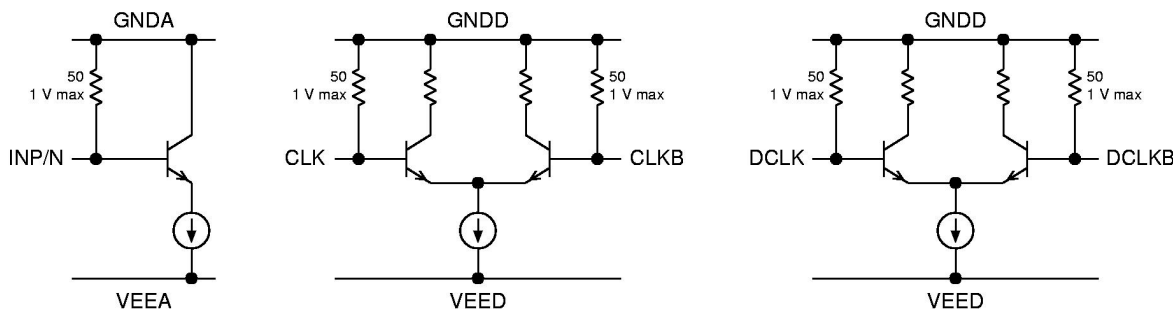 GNDA
50
1 V max
INP/N
VEEA
GNDD
50
1 V max
50
1 V max
CLK
CLKB
VEED
GNDD
50
1 V max
50
1 V max
DCLK
DCLKB
VEED